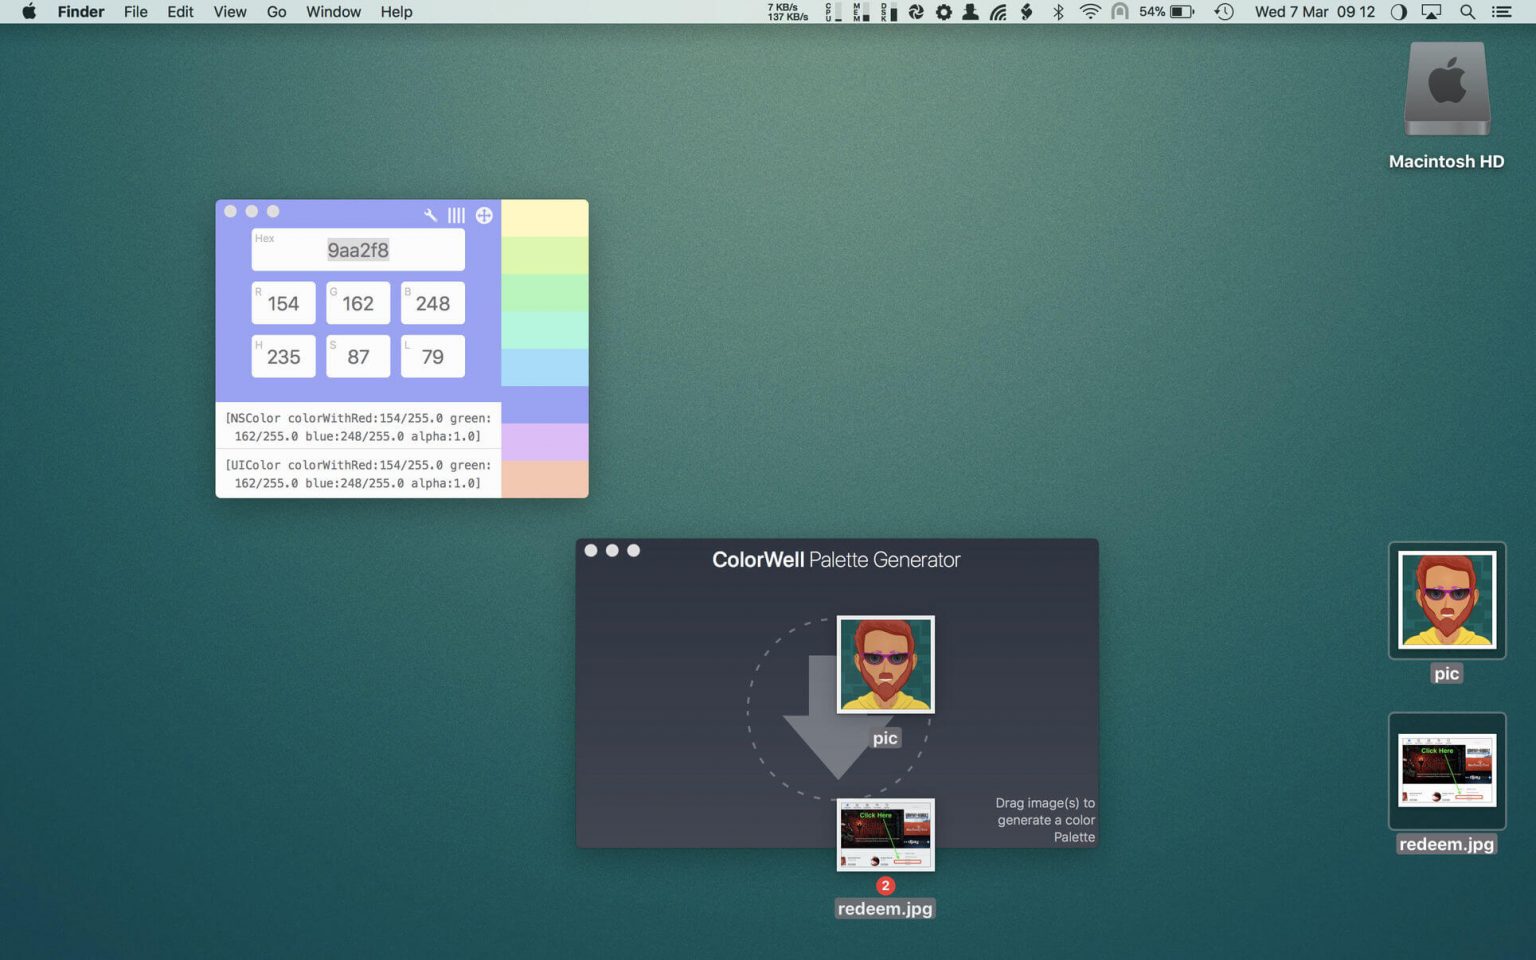 Finder File Edit View Go Window Help
7 KB/s
137 KB/s
CPU
MEM
DSK
54%
Wed 7 Mar 09 12
Macintosh HD
Hex
9aa2f8
R 154 G 162 B 248
H 235 S 87 L 79
[NSColor colorWithRed:154/255.0 green:
162/255.0 blue:248/255.0 alpha:1.0]
[UIColor colorWithRed:154/255.0 green:
162/255.0 blue:248/255.0 alpha:1.0]
ColorWell Palette Generator
pic
Drag image(s) to
generate a color
Palette
Click Here
2
redeem.jpg
pic
Click Here
redeem.jpg